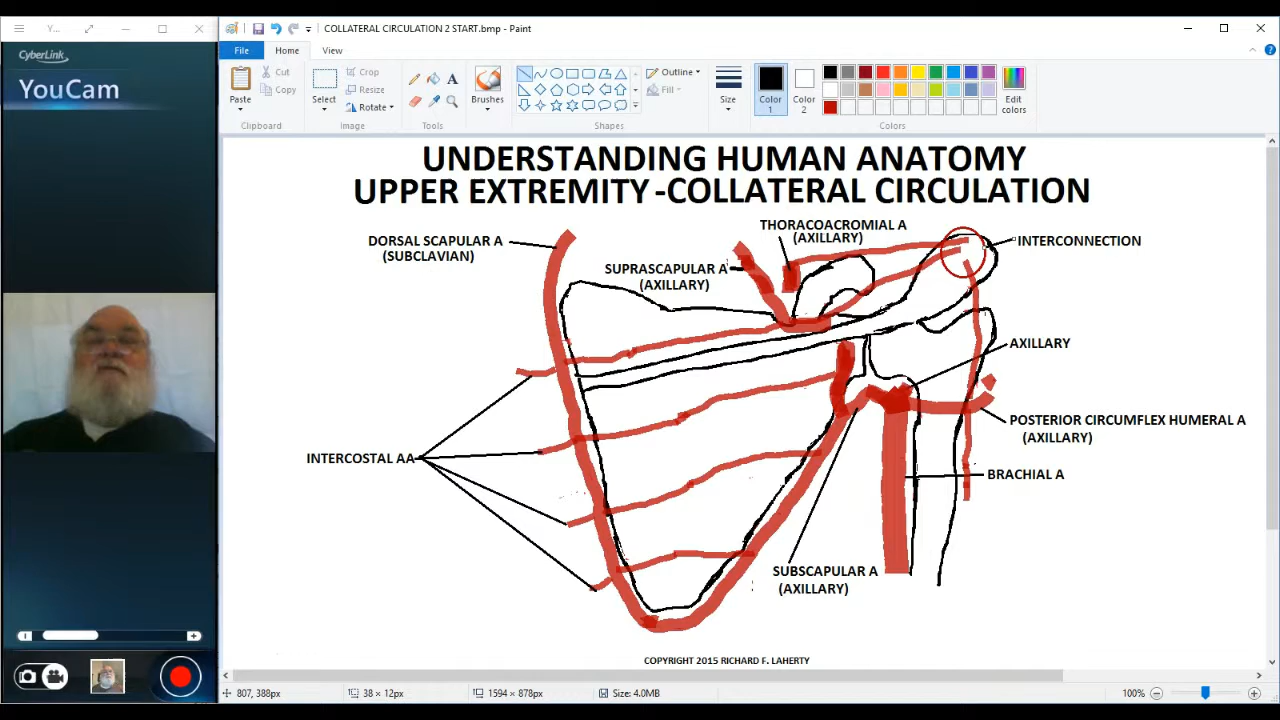 Y...
COLLATERAL CIRCULATION 2 START.bmp - Paint
CyberLink
YouCam
File
Home
View
Paste
Cut
Copy
Select
Crop
Resize
Rotate
A
Brushes
Outline
Fill
Size
Color
1
Color
2
Edit
colors
Clipboard
Image
Tools
Shapes
Colors
UNDERSTANDING HUMAN ANATOMY
UPPER EXTREMITY -COLLATERAL CIRCULATION
THORACOACROMIAL A
(AXILLARY)
DORSAL SCAPULAR A
(SUBCLAVIAN)
INTERCONNECTION
SUPRASCAPULAR A
(AXILLARY)
AXILLARY
POSTERIOR CIRCUMFLEX HUMERAL A
(AXILLARY)
INTERCOSTAL AA
BRACHIAL A
SUBSCAPULAR A
(AXILLARY)
COPYRIGHT 2015 RICHARD F. LAHERTY
807, 388px
38 × 12px
1594 × 878px
Size: 4.0MB
100%